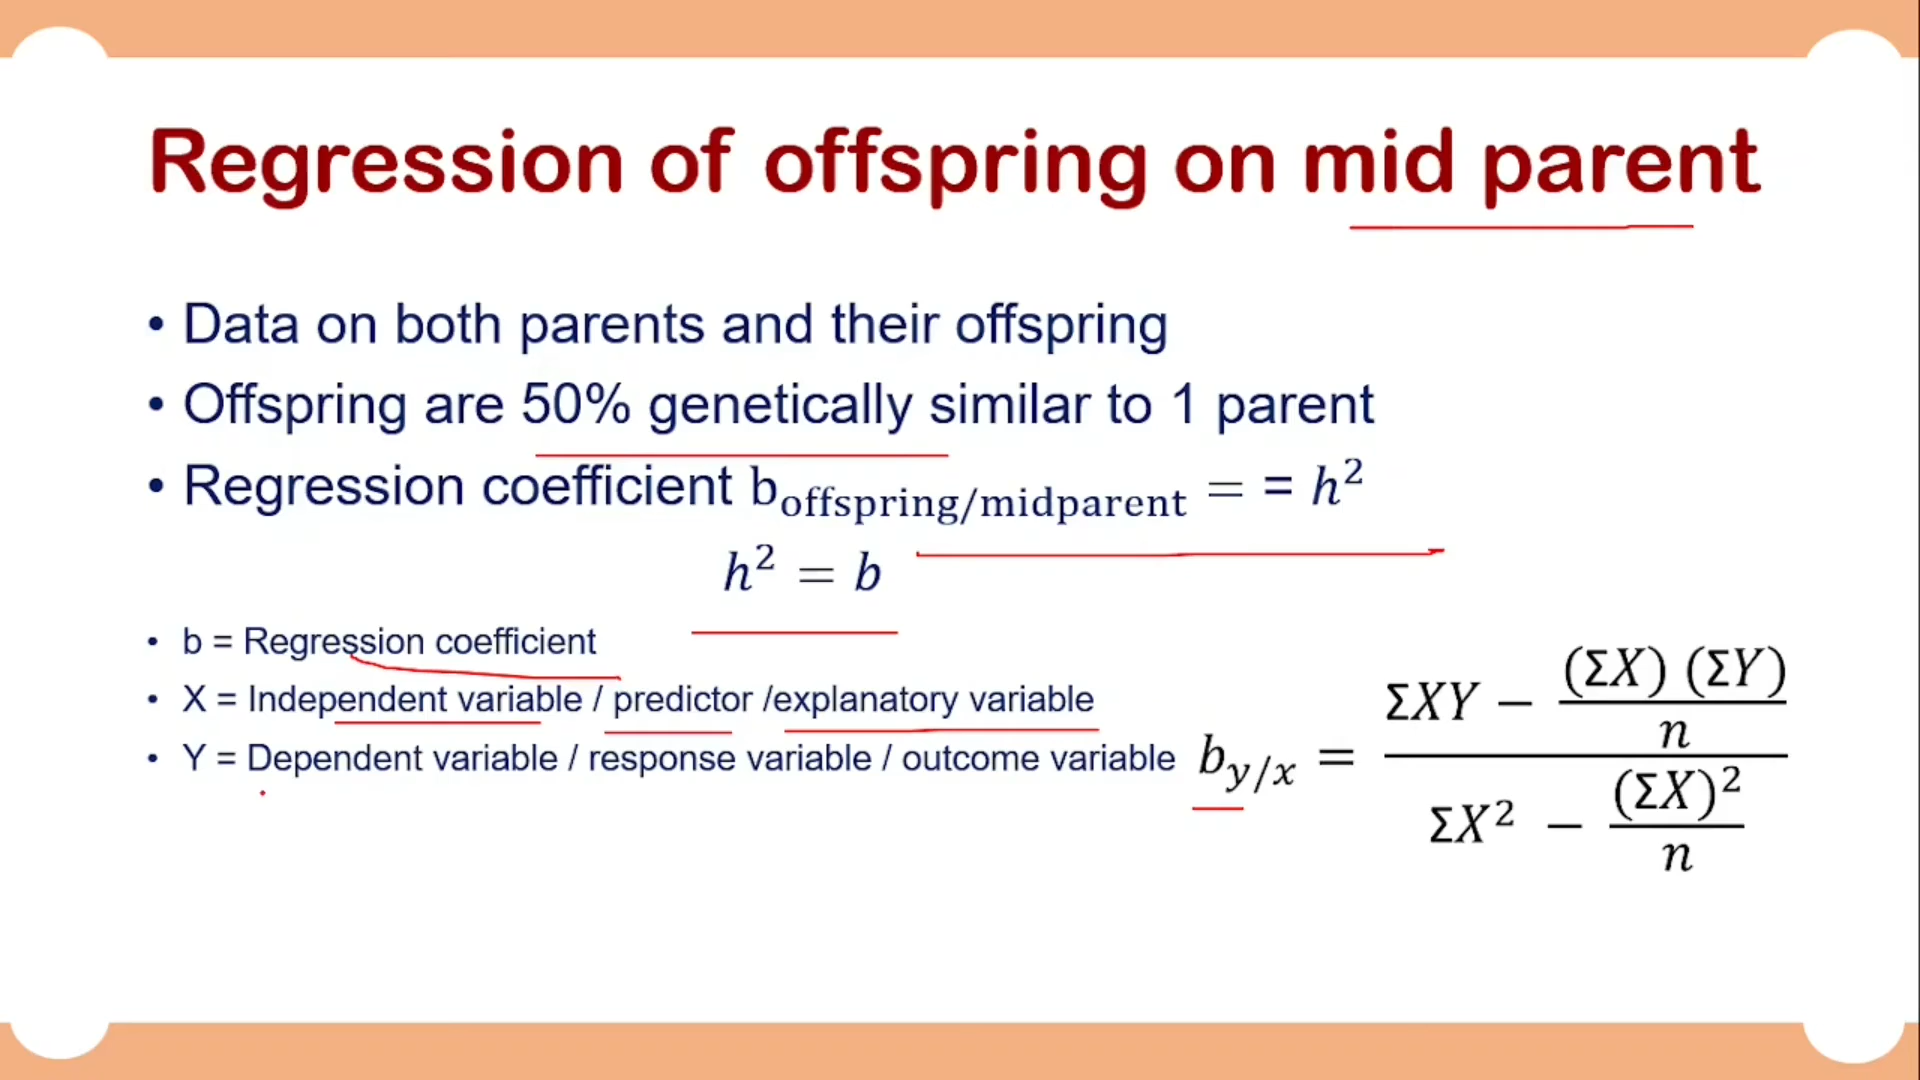 Regression of offspring on mid parent
• Data on both parents and their offspring
• Offspring are 50% genetically similar to 1 parent
• Regression coefficient b_offspring/midparent = = h²
h² = b
• b = Regression coefficient
• X = Independent variable / predictor /explanatory variable
• Y = Dependent variable / response variable / outcome variable
b_y/x = (ΣXY − (ΣX) (ΣY) / n) / (ΣX² − (ΣX)² / n)